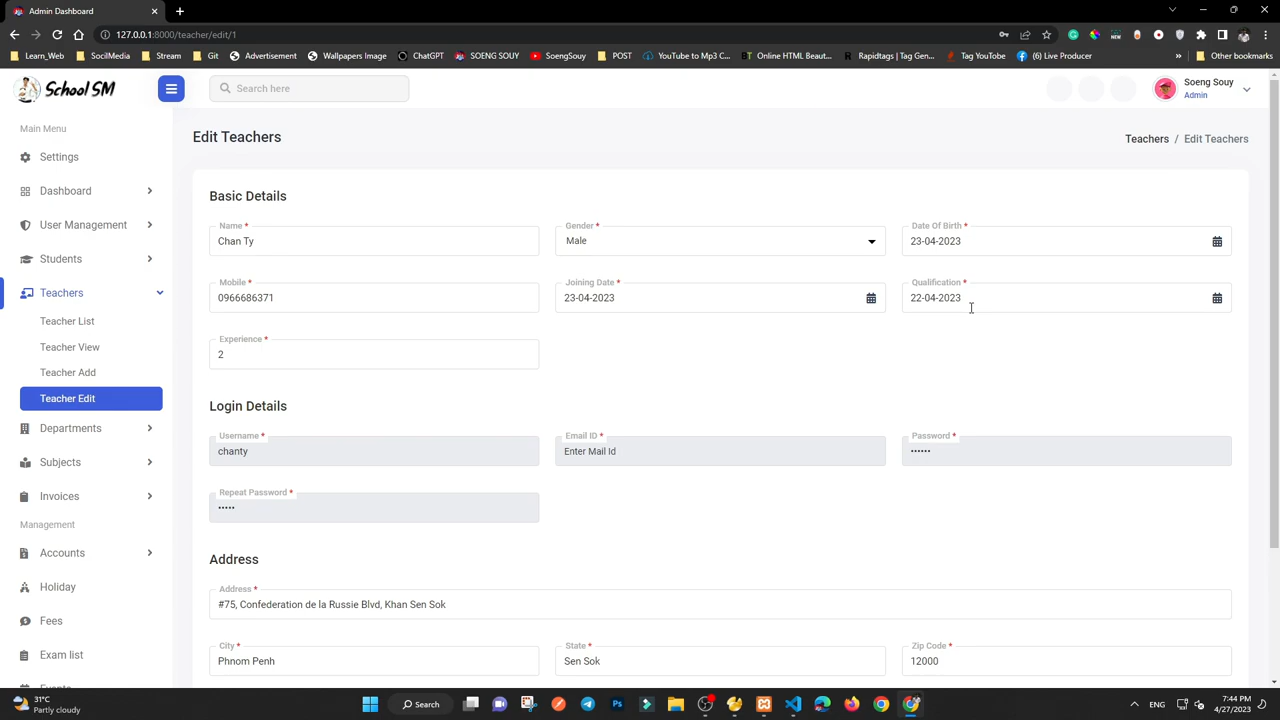 Admin Dashboard
127.0.0.1:8000/teacher/edit/1
Learn_Web
SocilMedia
Stream
Git
Advertisement
Wallpapes Image
ChatGPT
SOENG SOUY
SoengSouy
POST
YouTube to Mp3 C...
Online HTML Beaut...
Rapidtags | Tag Gen...
Tag YouTube
(1) Live Producer
»
Other bookmarks
School SM
Search here
Soeng Souy
Admin
Main Menu
Settings
Dashboard
User Management
Students
Teachers
Teacher List
Teacher View
Teacher Add
Teacher Edit
Departments
Subjects
Invoices
Management
Accounts
Holiday
Fees
Exam list
Events
Edit Teachers
Teachers / Edit Teachers
Basic Details
Name *
Chan Ty
Gender *
Male
Date Of Birth *
23-04-2023
Mobile *
0966686371
Joining Date *
23-04-2023
Qualification *
22-04-2023
Experience *
2
Login Details
Username *
chanty
Email ID *
Enter Mail Id
Password *
••••••
Repeat Password *
•••••
Address
Address *
#75, Confederation de la Russie Blvd, Khan Sen Sok
City *
Phnom Penh
State *
Sen Sok
Zip Code *
12000
31°C
Partly cloudy
Search
ENG
7:44 PM
4/27/2023